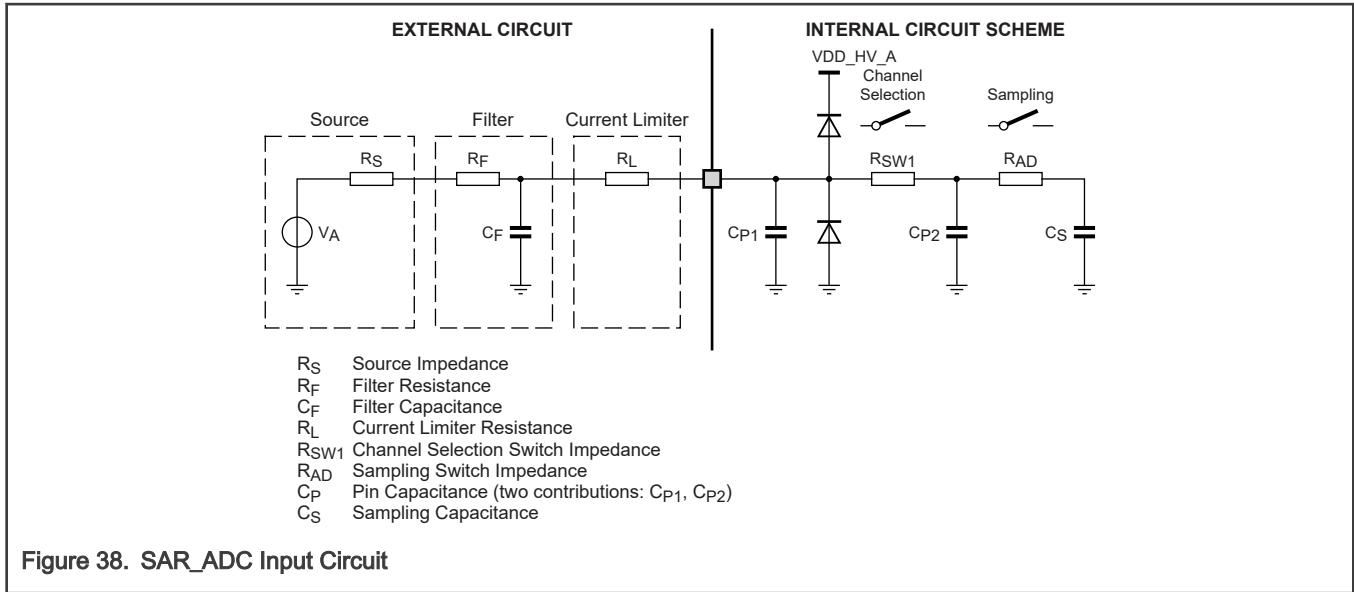 EXTERNAL CIRCUIT
INTERNAL CIRCUIT SCHEME
VDD_HV_A
Channel
Selection
Sampling
Source
Filter
Current Limiter
RS
RF
RL
RSW1
RAD
VA
CF
CP1
CP2
CS
RS Source Impedance
RF Filter Resistance
CF Filter Capacitance
RL Current Limiter Resistance
RSW1 Channel Selection Switch Impedance
RAD Sampling Switch Impedance
CP Pin Capacitance (two contributions: CP1, CP2)
CS Sampling Capacitance
Figure 38. SAR_ADC Input Circuit